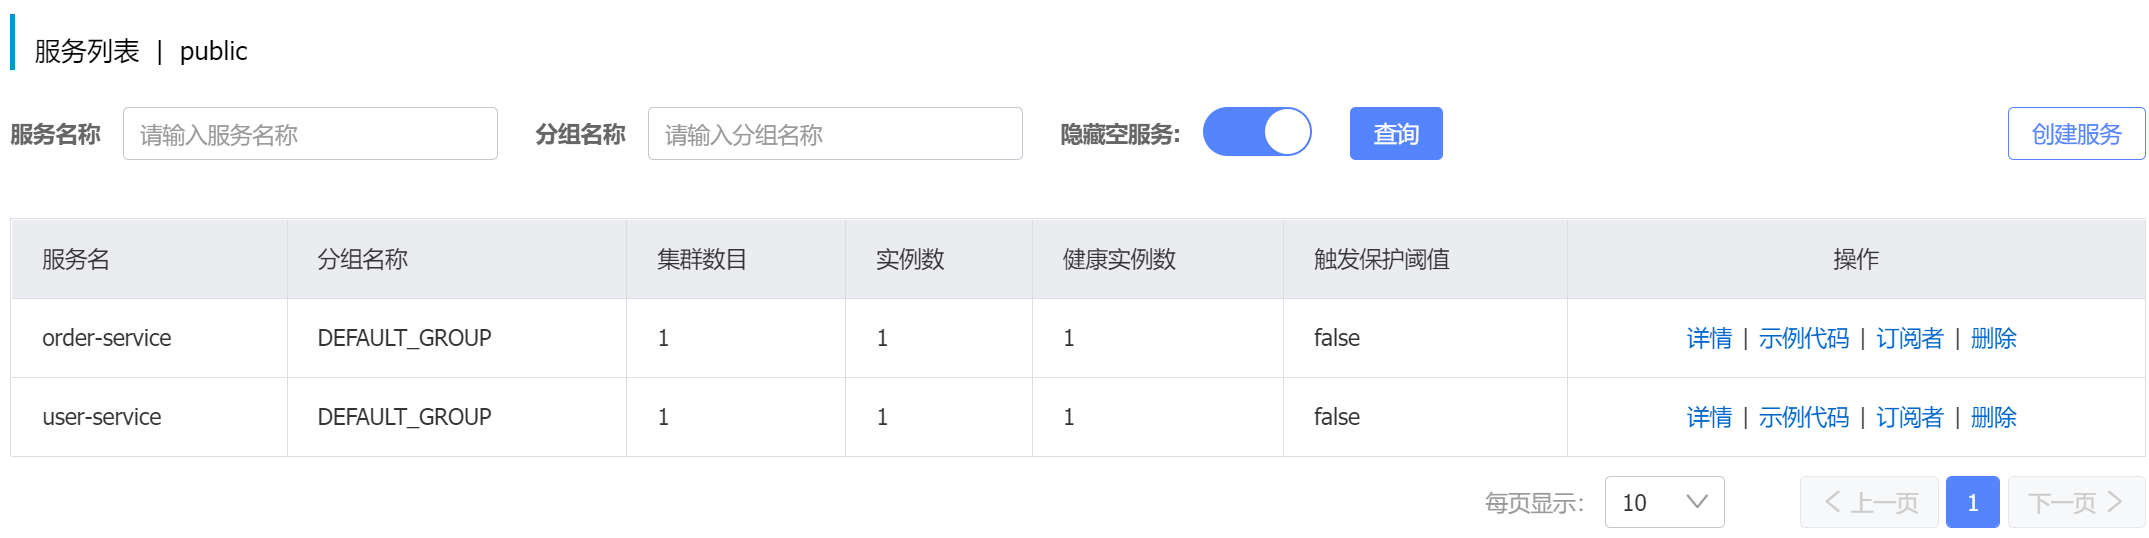 服务列表 | public
服务名称 请输入服务名称 分组名称 请输入分组名称 隐藏空服务: 查询 创建服务
服务名 分组名称 集群数目 实例数 健康实例数 触发保护阈值 操作
order-service DEFAULT_GROUP 1 1 1 false 详情 | 示例代码 | 订阅者 | 删除
user-service DEFAULT_GROUP 1 1 1 false 详情 | 示例代码 | 订阅者 | 删除
每页显示: 10 上一页 1 下一页